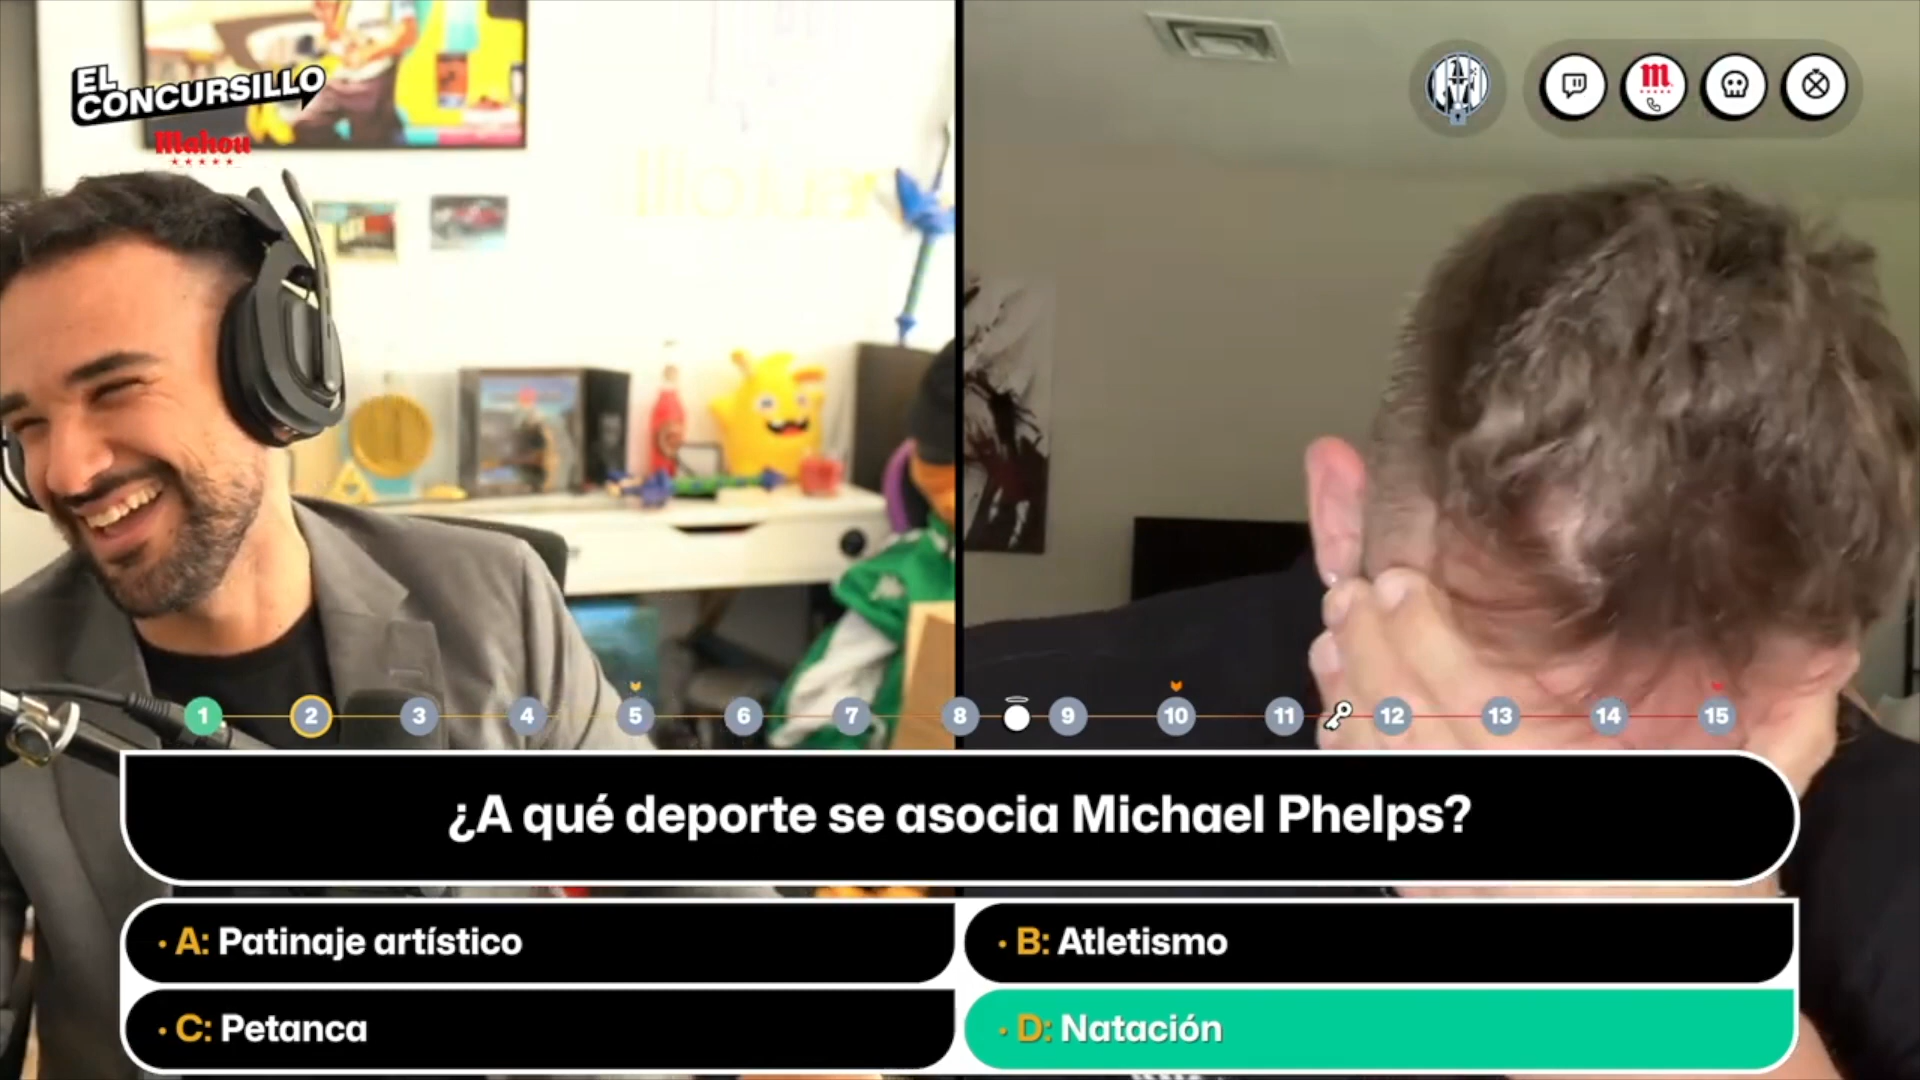 EL
CONCURSILLO
Mahou
m
1 2 3 4 5 6 7 8 9 10 11 12 13 14 15
¿A qué deporte se asocia Michael Phelps?
· A: Patinaje artístico
· B: Atletismo
· C: Petanca
· D: Natación